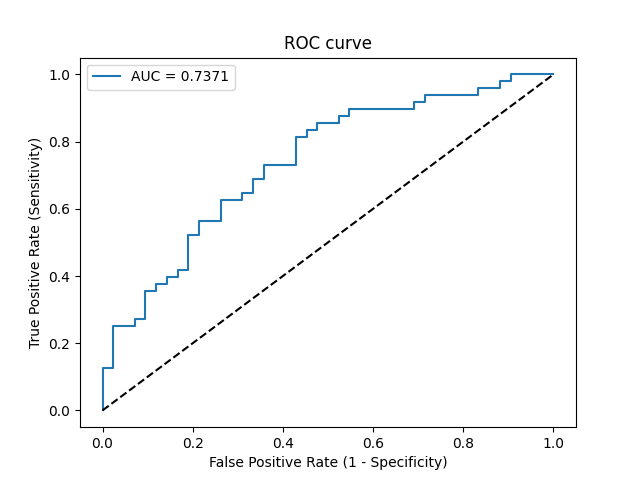 ROC curve
AUC = 0.7371
1.0
0.8
0.6
0.4
0.2
0.0
True Positive Rate (Sensitivity)
0.0 0.2 0.4 0.6 0.8 1.0
False Positive Rate (1 - Specificity)